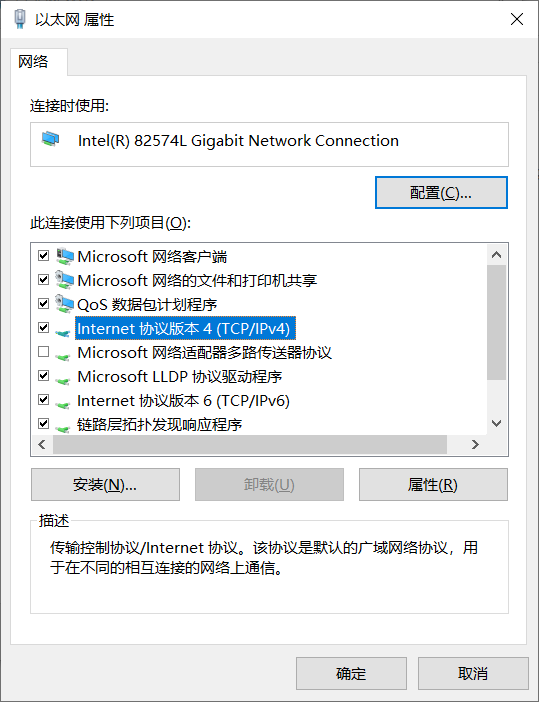 以太网 属性
网络
连接时使用:
Intel(R) 82574L Gigabit Network Connection
配置(C)...
此连接使用下列项目(O):
Microsoft 网络客户端
Microsoft 网络的文件和打印机共享
QoS 数据包计划程序
Internet 协议版本 4 (TCP/IPv4)
Microsoft 网络适配器多路传送器协议
Microsoft LLDP 协议驱动程序
Internet 协议版本 6 (TCP/IPv6)
链路层拓扑发现响应程序
安装(N)... 卸载(U) 属性(R)
描述
传输控制协议/Internet 协议。该协议是默认的广域网络协议，用
于在不同的相互连接的网络上通信。
确定 取消